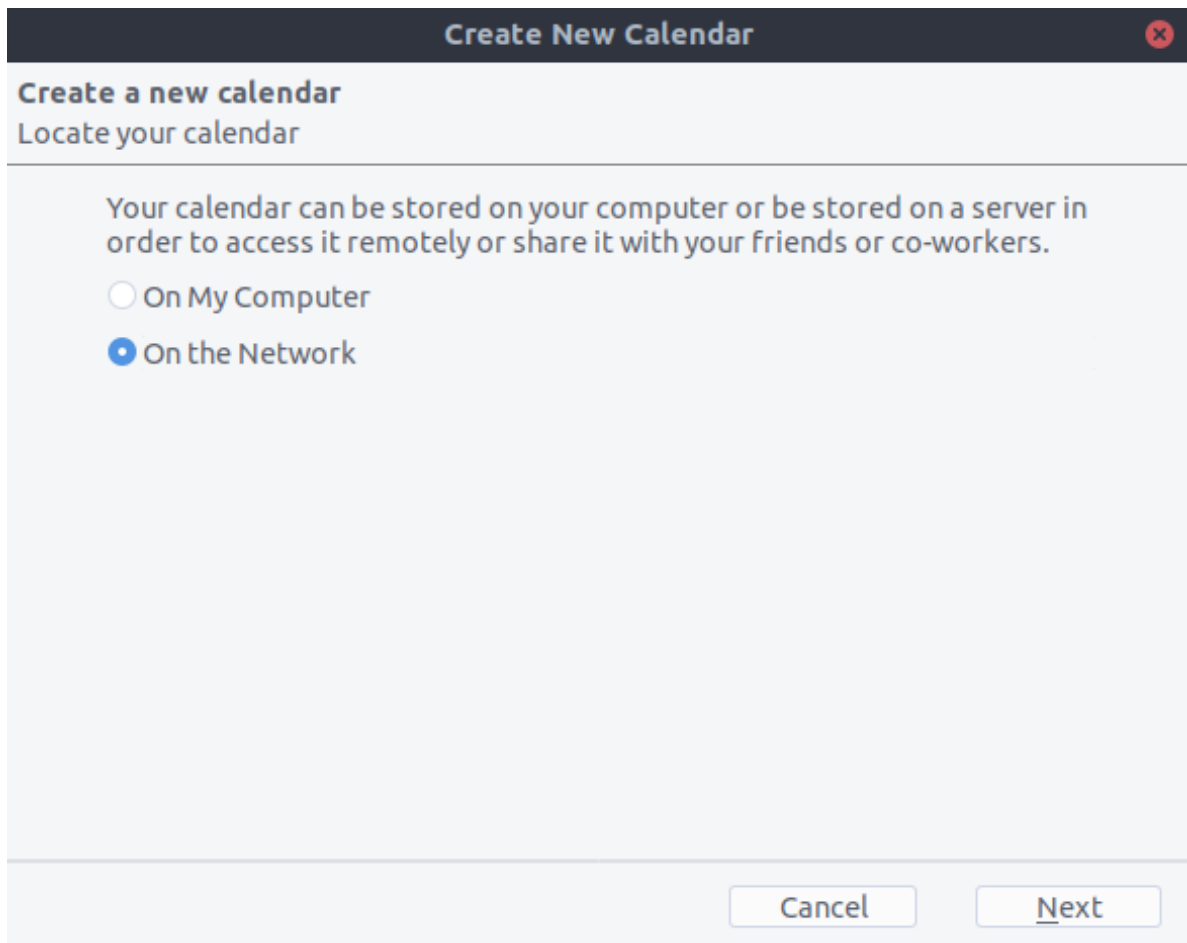 Create New Calendar
Create a new calendar
Locate your calendar
Your calendar can be stored on your computer or be stored on a server in
order to access it remotely or share it with your friends or co-workers.
On My Computer
On the Network
Cancel
Next